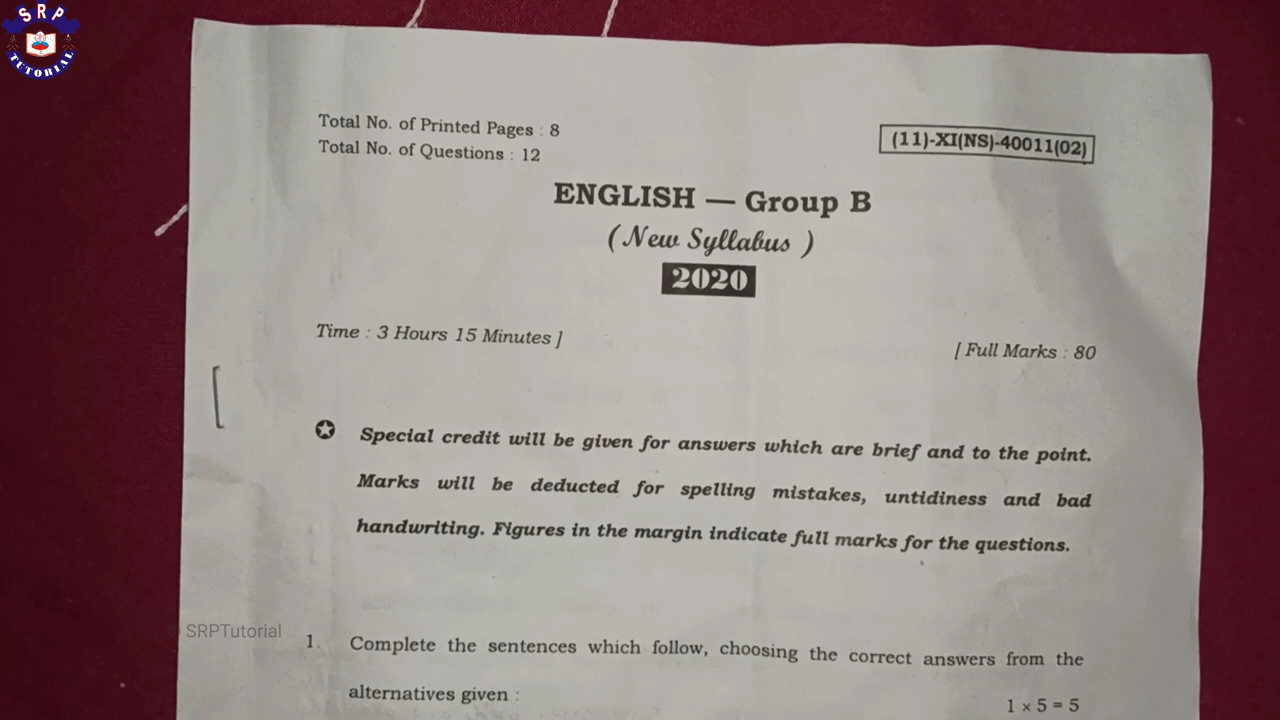 SRP
TUTORIAL
Total No. of Printed Pages : 8
Total No. of Questions : 12
(11)-XI(NS)-40011(02)
ENGLISH — Group B
( New Syllabus )
2020
Time : 3 Hours 15 Minutes ]
[ Full Marks : 80
Special credit will be given for answers which are brief and to the point.
Marks will be deducted for spelling mistakes, untidiness and bad
handwriting. Figures in the margin indicate full marks for the questions.
SRPTutorial
1. Complete the sentences which follow, choosing the correct answers from the
alternatives given :
1 × 5 = 5